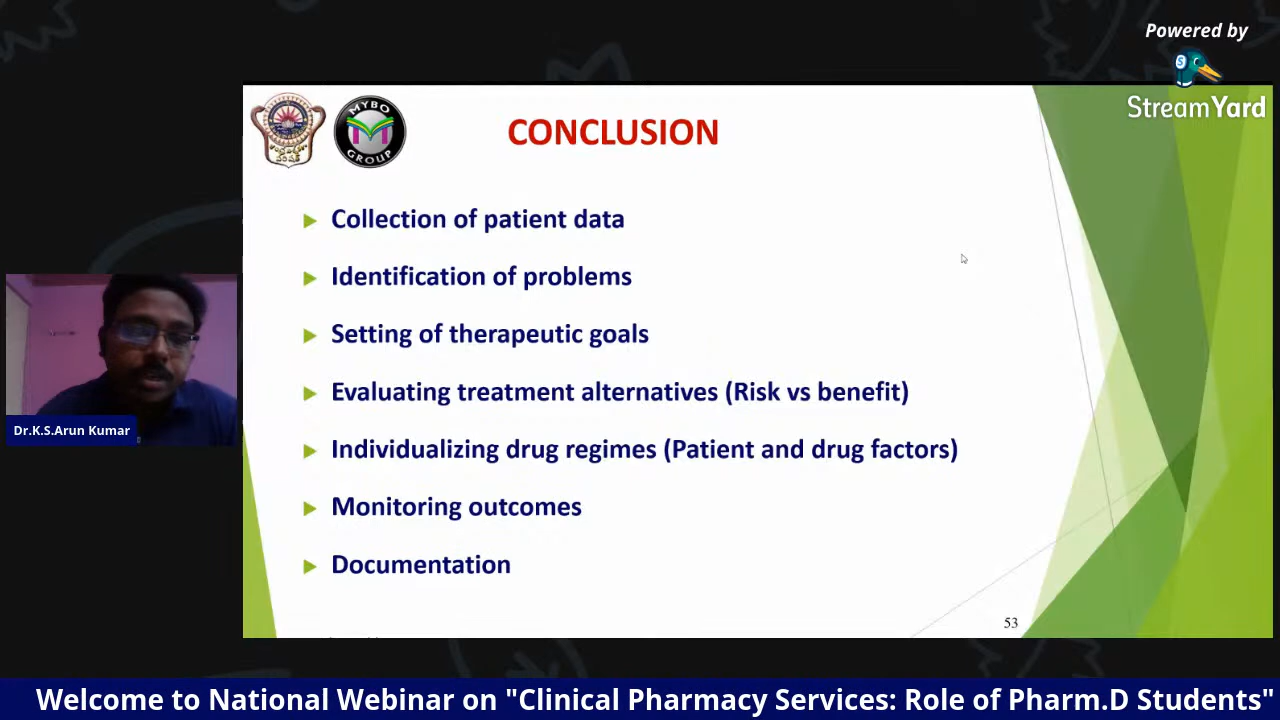 Powered by
StreamYard
MYBO
GROUP
CONCLUSION
Collection of patient data
Identification of problems
Setting of therapeutic goals
Evaluating treatment alternatives (Risk vs benefit)
Individualizing drug regimes (Patient and drug factors)
Monitoring outcomes
Documentation
53
Dr.K.S.Arun Kumar
Welcome to National Webinar on "Clinical Pharmacy Services: Role of Pharm.D Students"